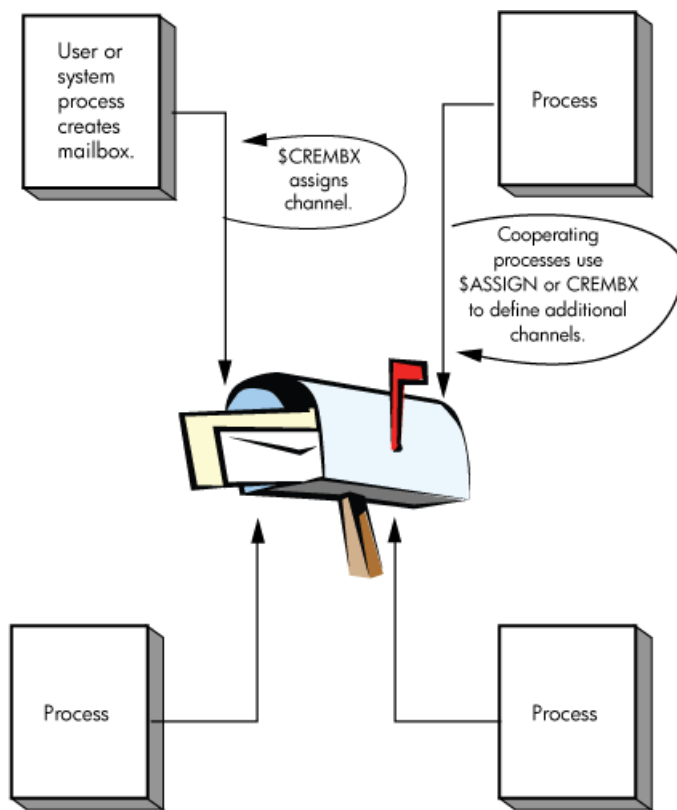 User or
system
process
creates
mailbox.
Process
$CREMBX
assigns
channel.
Cooperating
processes use
$ASSIGN or CREMBX
to define additional
channels.
Process
Process